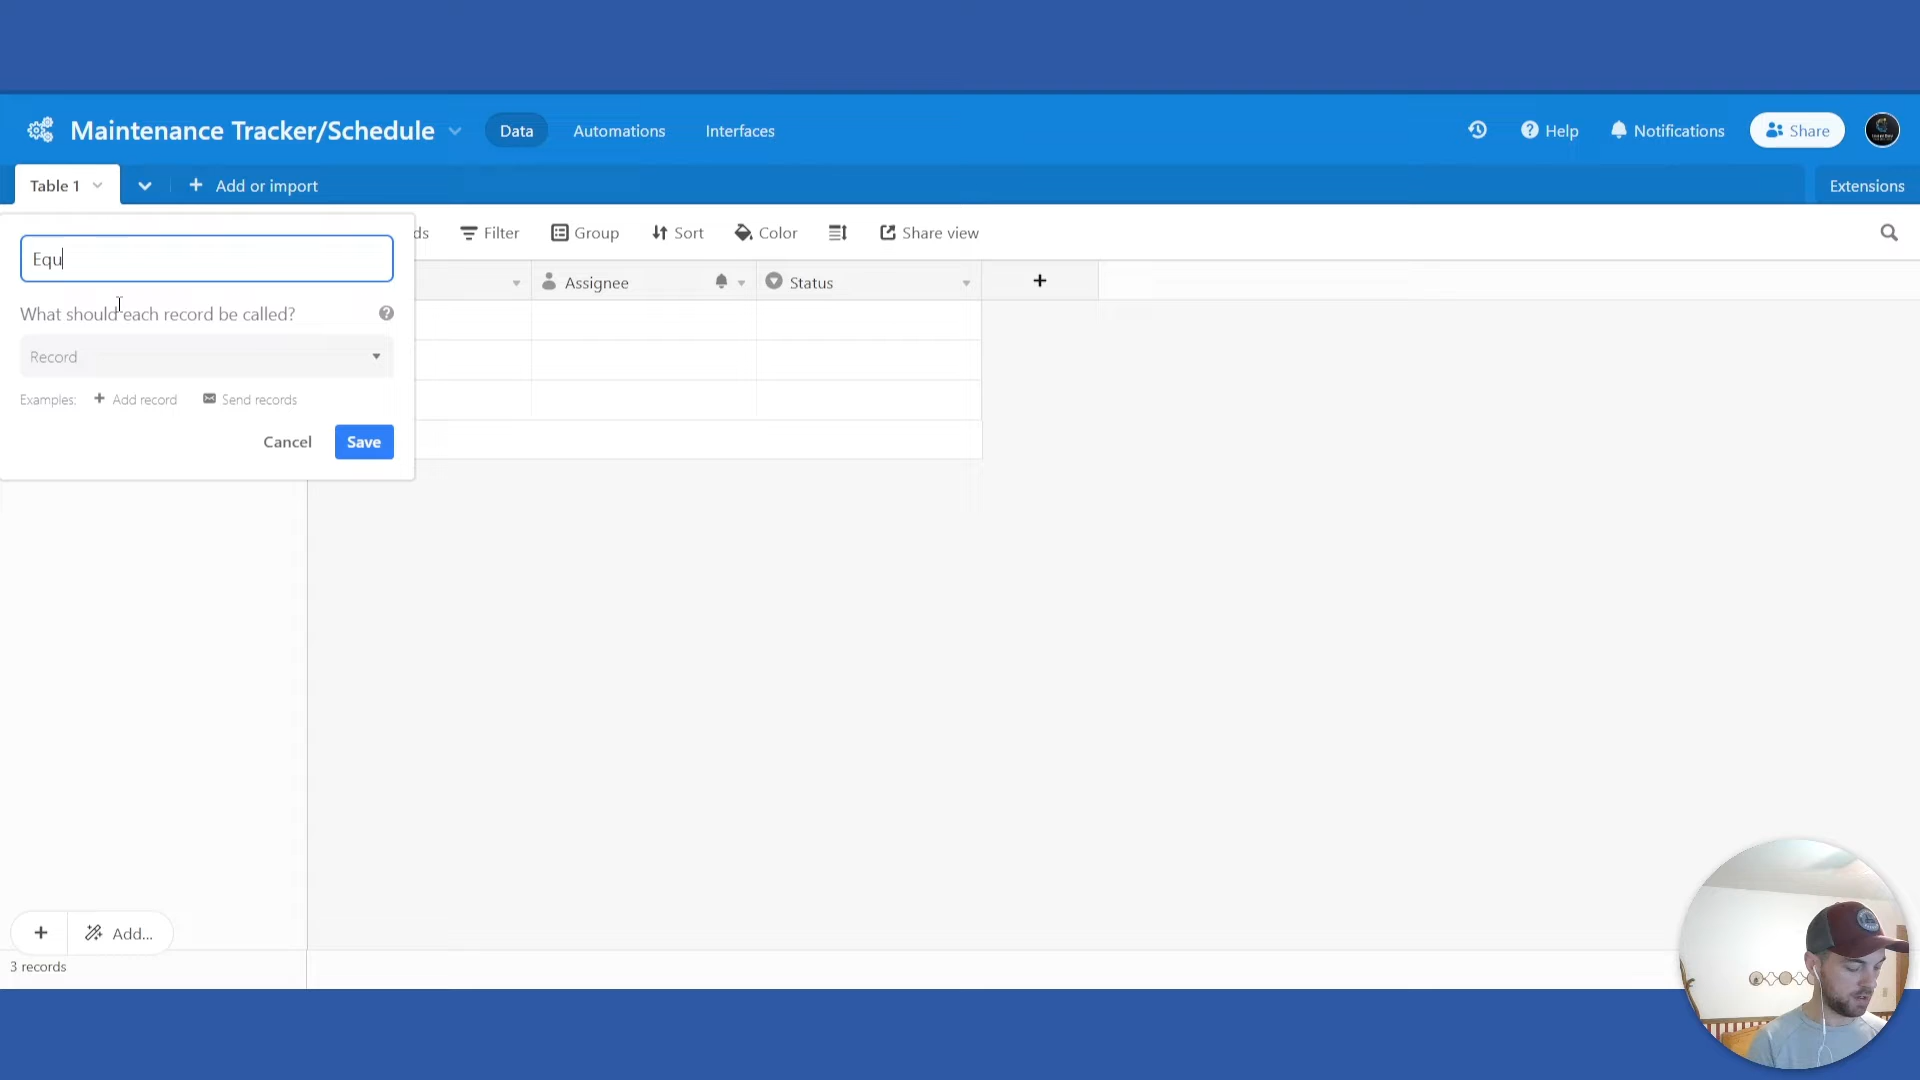 Maintenance Tracker/Schedule
Data
Automations
Interfaces
Help
Notifications
Share
Table 1
Add or import
Extensions
Equ
ds
Filter
Group
Sort
Color
Share view
Assignee
Status
What should each record be called?
Record
Examples:
Add record
Send records
Cancel
Save
Add...
3 records